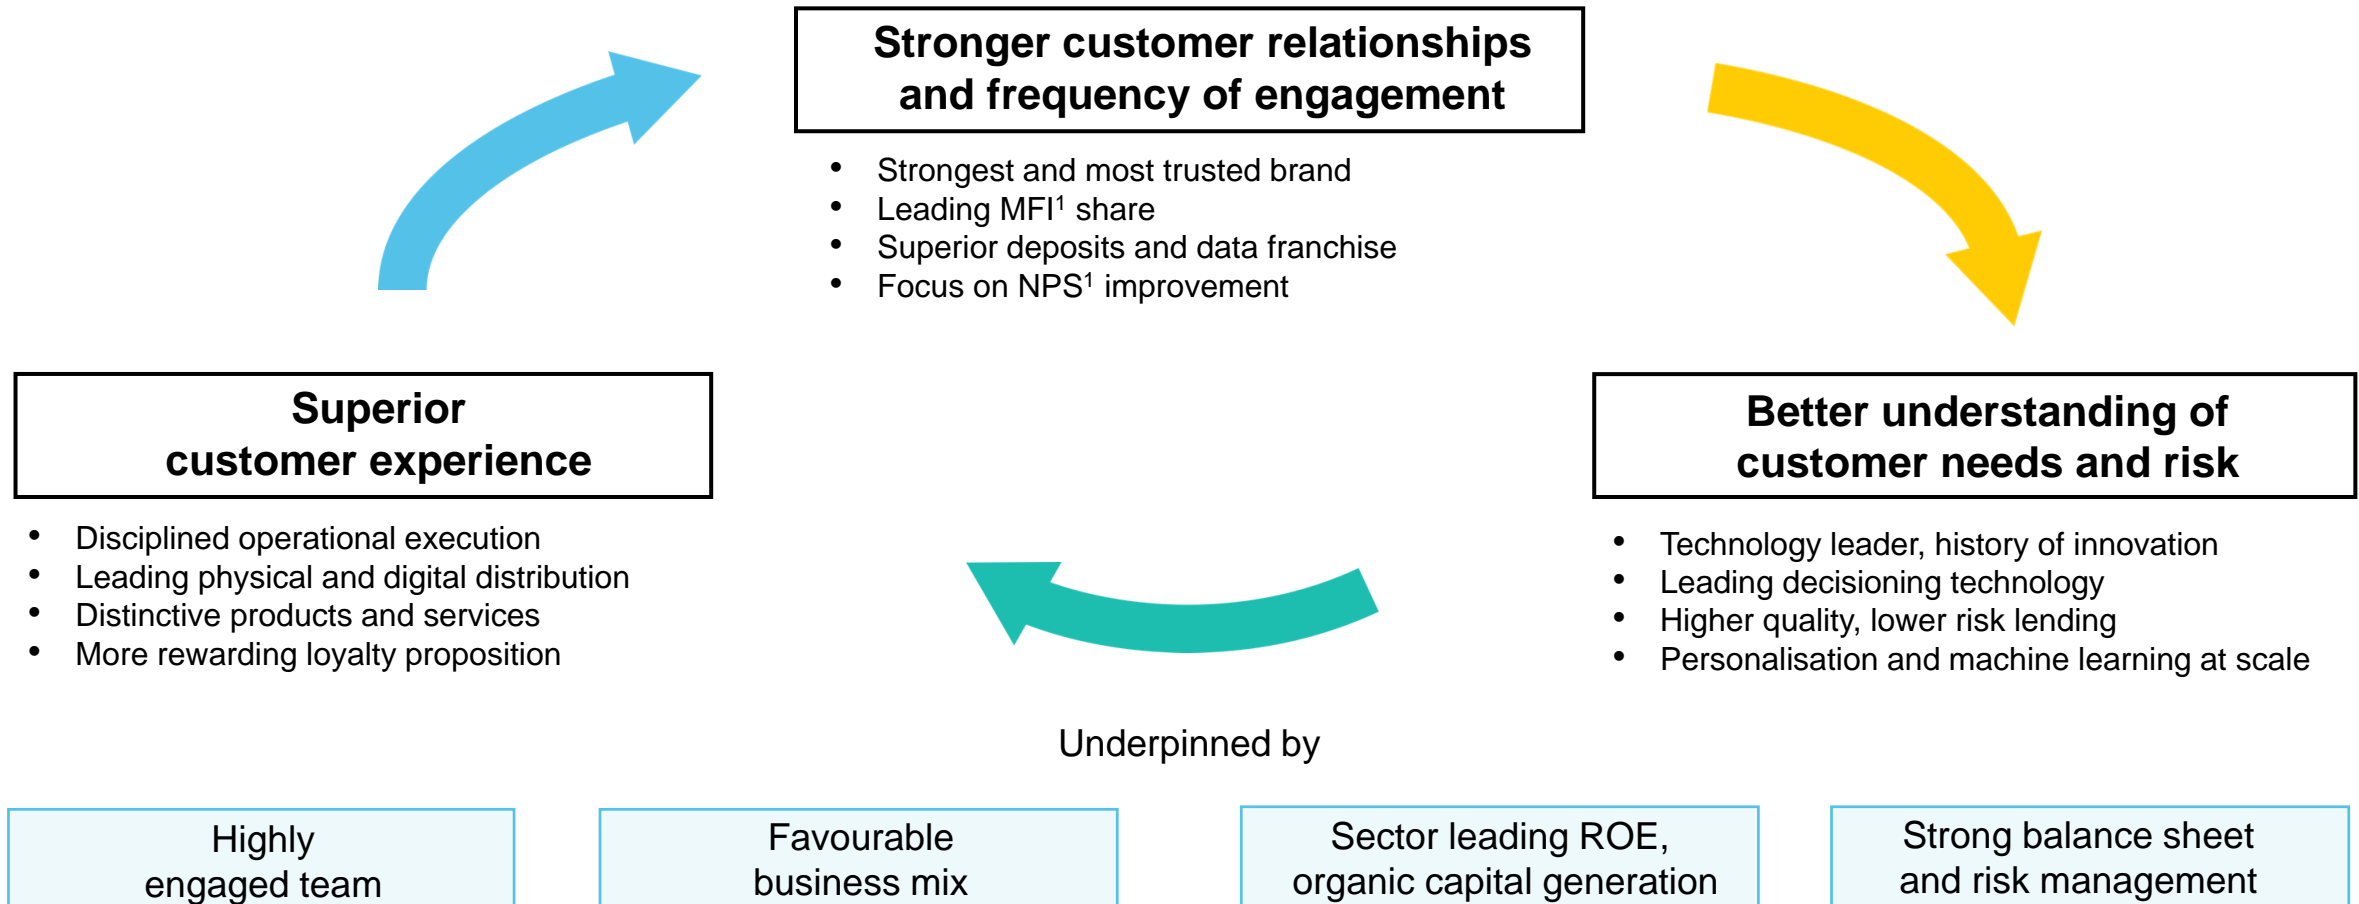 Stronger customer relationships
and frequency of engagement
• Strongest and most trusted brand
• Leading MFI¹ share
• Superior deposits and data franchise
• Focus on NPS¹ improvement
Superior
customer experience
• Disciplined operational execution
• Leading physical and digital distribution
• Distinctive products and services
• More rewarding loyalty proposition
Better understanding of
customer needs and risk
• Technology leader, history of innovation
• Leading decisioning technology
• Higher quality, lower risk lending
• Personalisation and machine learning at scale
Underpinned by
Highly
engaged team
Favourable
business mix
Sector leading ROE,
organic capital generation
Strong balance sheet
and risk management